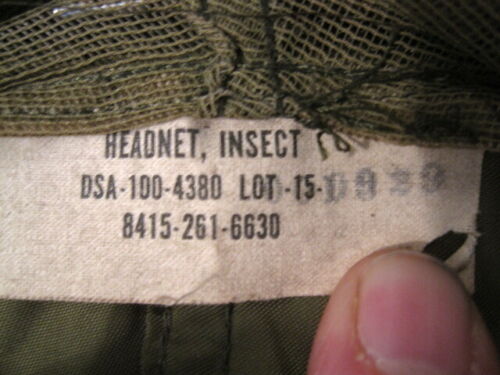 HEADNET, INSECT
DSA-100-4380 LOT-15-
8415-261-6630